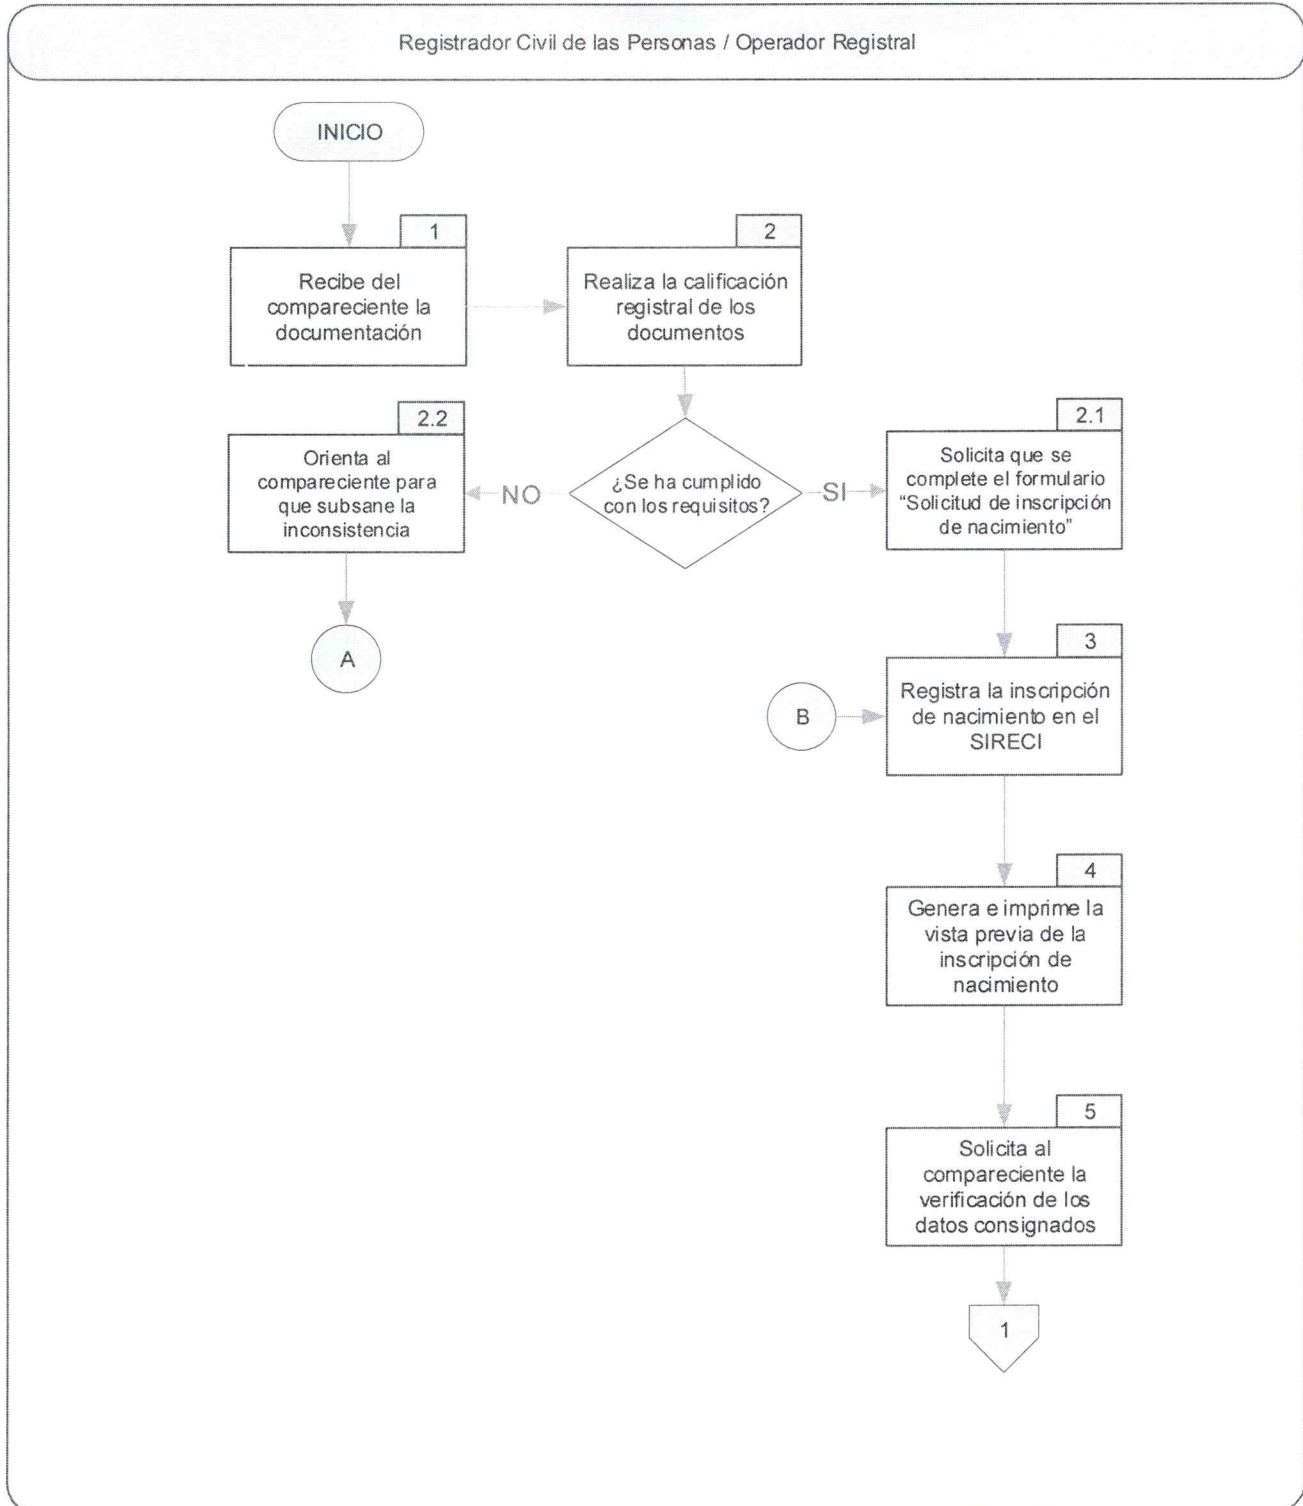 Registrador Civil de las Personas / Operador Registral
INICIO
1
Recibe del
compareciente la
documentación
2
Realiza la calificación
registral de los
documentos
2.2
Orienta al
compareciente para
que subsane la
inconsistencia
NO
¿Se ha cumplido
con los requisitos?
SI
2.1
Solicita que se
complete el formulario
“Solicitud de inscripción
de nacimiento”
A
B
3
Registra la inscripción
de nacimiento en el
SIRECI
4
Genera e imprime la
vista previa de la
inscripción de
nacimiento
5
Solicita al
compareciente la
verificación de los
datos consignados
1